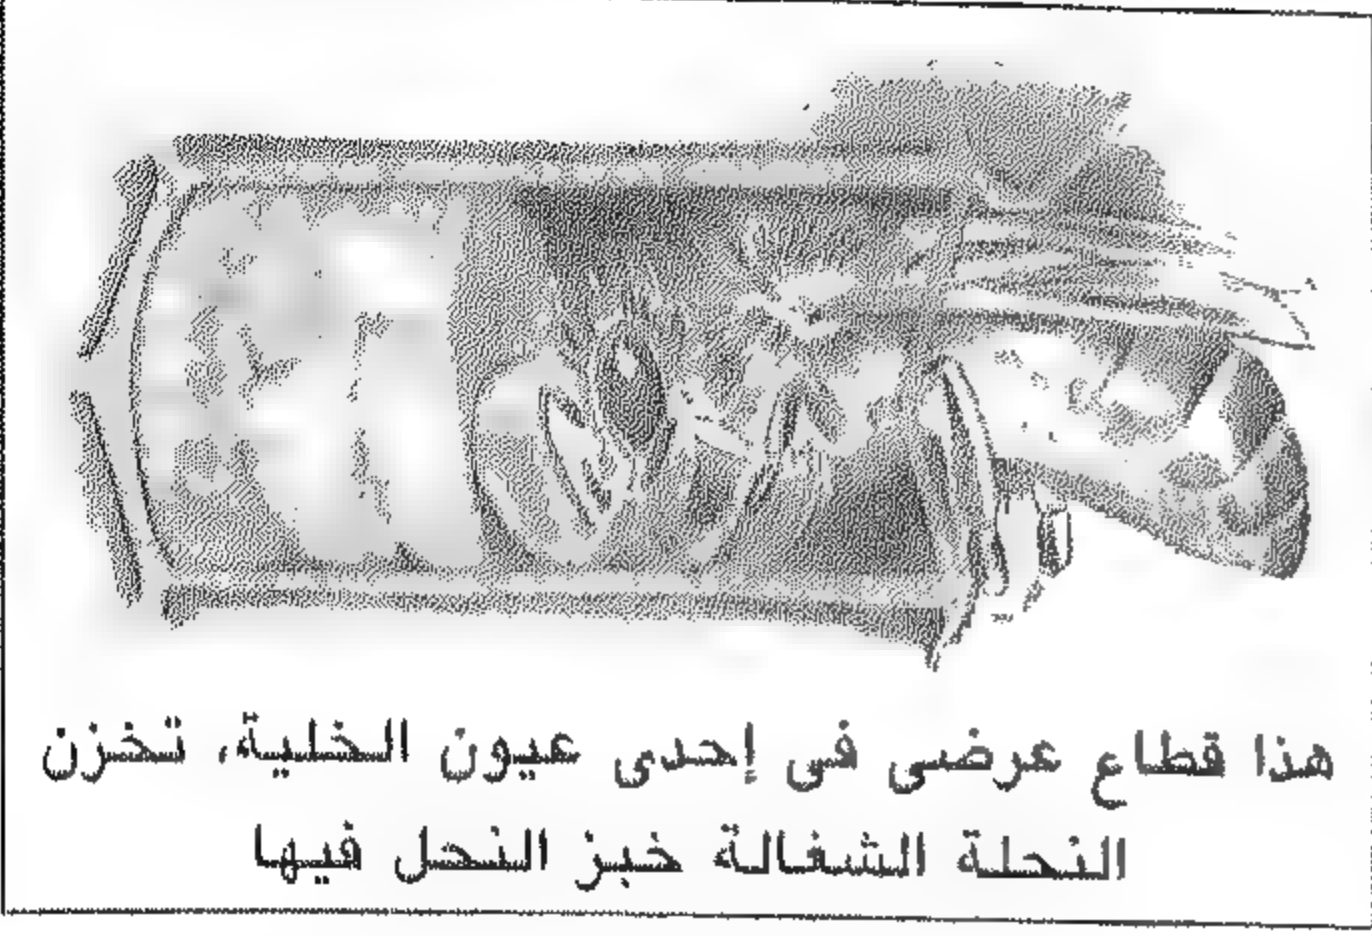 هذا قطاع عرضى فى إحدى عيون الخلية، تخزن
النحلة الشغالة خبز النحل فيها